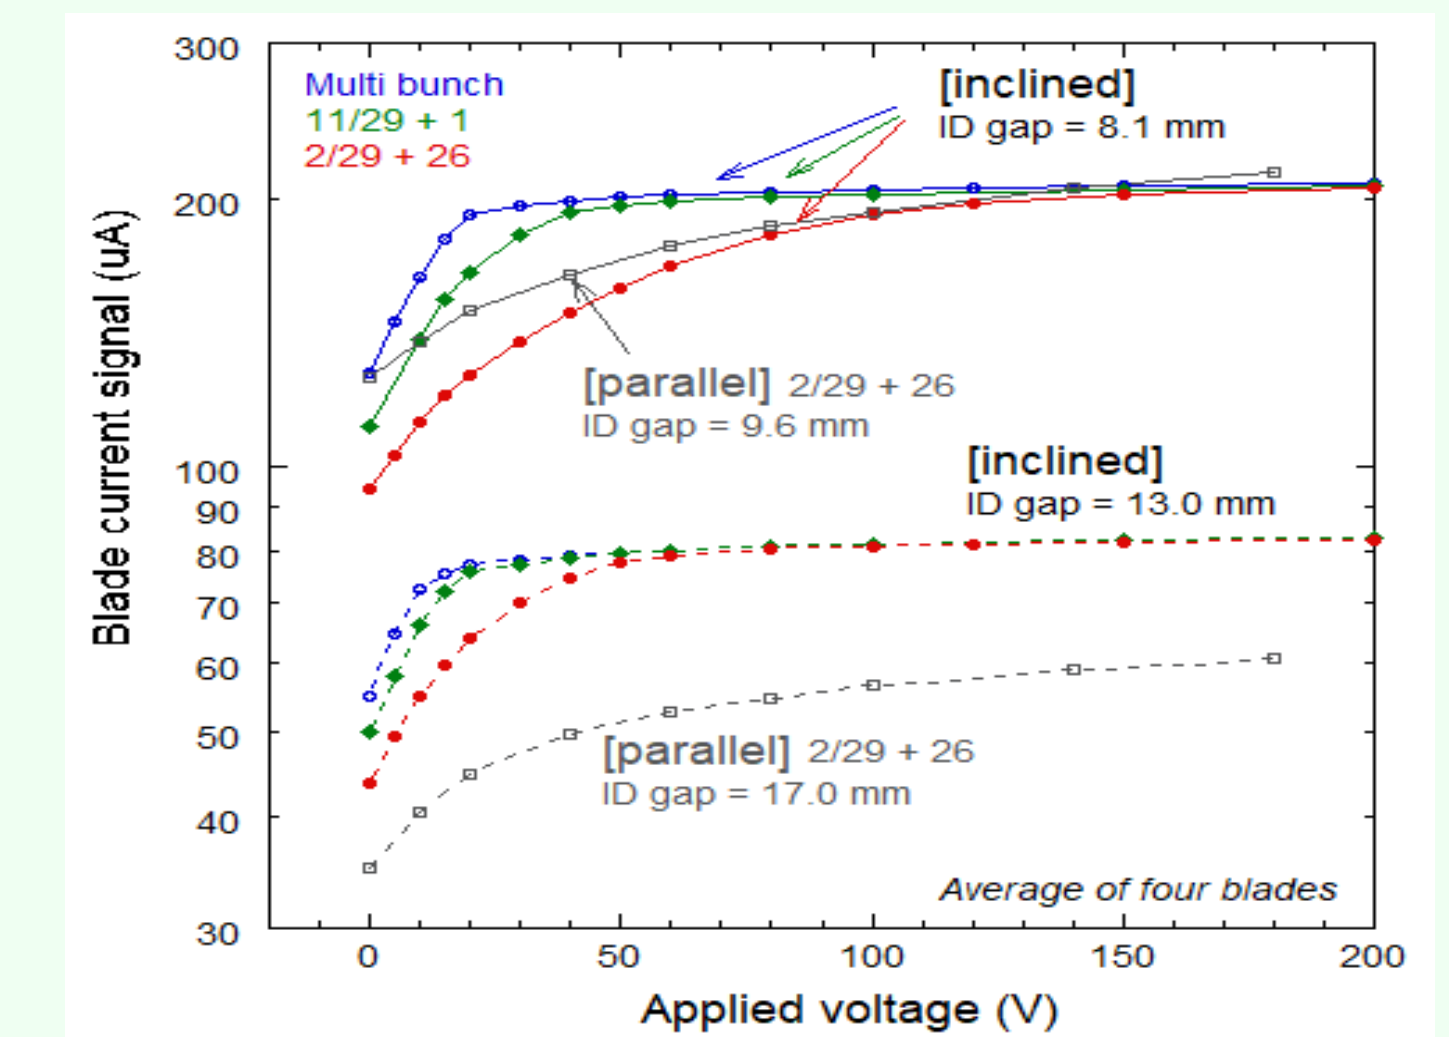 300
200
100
90
80
70
60
50
40
30
Blade current signal (uA)
Multi bunch
11/29 + 1
2/29 + 26
[inclined]
ID gap = 8.1 mm
[parallel] 2/29 + 26
ID gap = 9.6 mm
[inclined]
ID gap = 13.0 mm
[parallel] 2/29 + 26
ID gap = 17.0 mm
Average of four blades
0 50 100 150 200
Applied voltage (V)